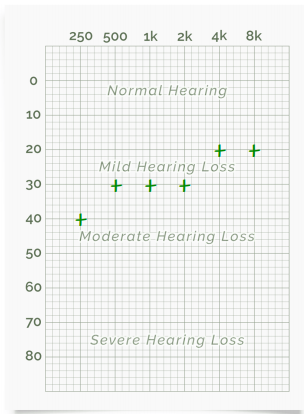 250 500 1k 2k 4k 8k
0
Normal Hearing
10
20
Mild Hearing Loss
30
40
Moderate Hearing Loss
50
60
70
Severe Hearing Loss
80